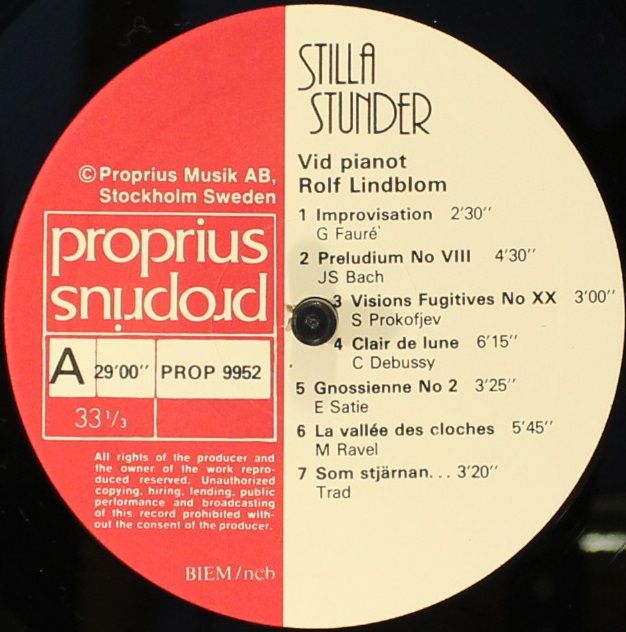 STILLA
STUNDER
Vid pianot
Rolf Lindblom
1 Improvisation 2'30''
G Fauré
2 Preludium No VIII 4'30''
JS Bach
3 Visions Fugitives No XX 3'00''
S Prokofjev
4 Clair de lune 6'15''
C Debussy
5 Gnossienne No 2 3'25''
E Satie
6 La vallée des cloches 5'45''
M Ravel
7 Som stjärnan... 3'20''
Trad
©Proprius Musik AB,
Stockholm Sweden
proprius
proprius
A 29'00'' PROP 9952
33 1/3
All rights of the producer and
the owner of the work repro-
duced reserved. Unauthorized
copying, hiring, lending, public
performance and broadcasting
of this record prohibited with-
out the consent of the producer.
BIEM/ncb